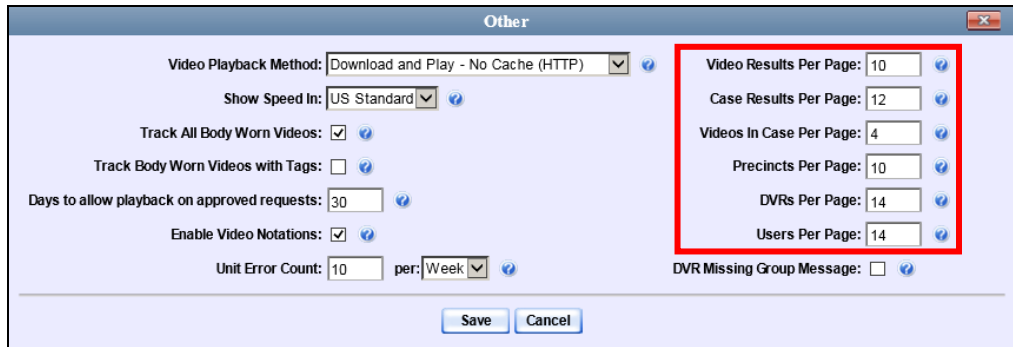 Other
Video Playback Method: Download and Play - No Cache (HTTP)
Show Speed In: US Standard
Track All Body Worn Videos:
Track Body Worn Videos with Tags:
Days to allow playback on approved requests: 30
Enable Video Notations:
Unit Error Count: 10 per: Week
Video Results Per Page: 10
Case Results Per Page: 12
Videos In Case Per Page: 4
Precincts Per Page: 10
DVRs Per Page: 14
Users Per Page: 14
DVR Missing Group Message:
Save Cancel